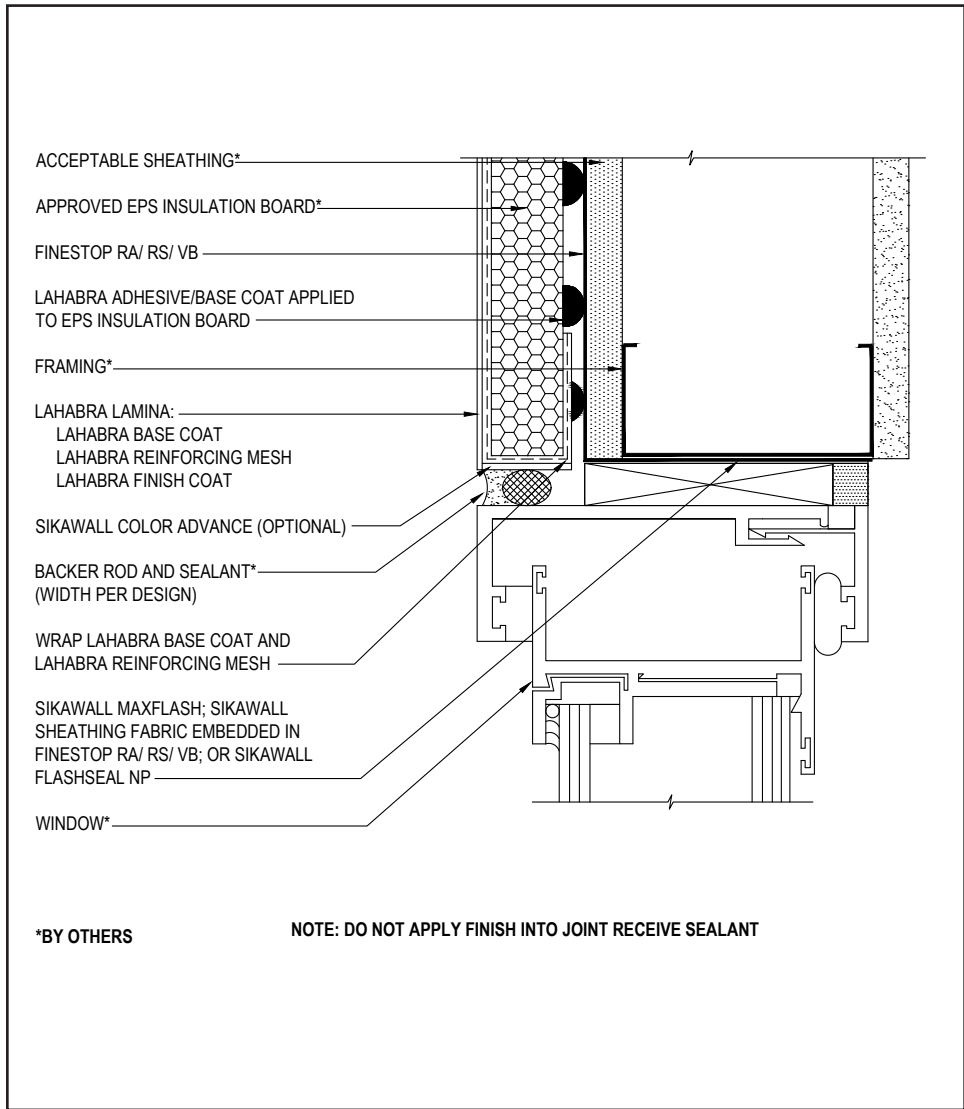 ACCEPTABLE SHEATHING*
APPROVED EPS INSULATION BOARD*
FINESTOP RA/ RS/ VB
LAHABRA ADHESIVE/BASE COAT APPLIED
TO EPS INSULATION BOARD
FRAMING*
LAHABRA LAMINA:
LAHABRA BASE COAT
LAHABRA REINFORCING MESH
LAHABRA FINISH COAT
SIKAWALL COLOR ADVANCE (OPTIONAL)
BACKER ROD AND SEALANT*
(WIDTH PER DESIGN)
WRAP LAHABRA BASE COAT AND
LAHABRA REINFORCING MESH
SIKAWALL MAXFLASH; SIKAWALL
SHEATHING FABRIC EMBEDDED IN
FINESTOP RA/ RS/ VB; OR SIKAWALL
FLASHSEAL NP
WINDOW*
*BY OTHERS
NOTE: DO NOT APPLY FINISH INTO JOINT RECEIVE SEALANT